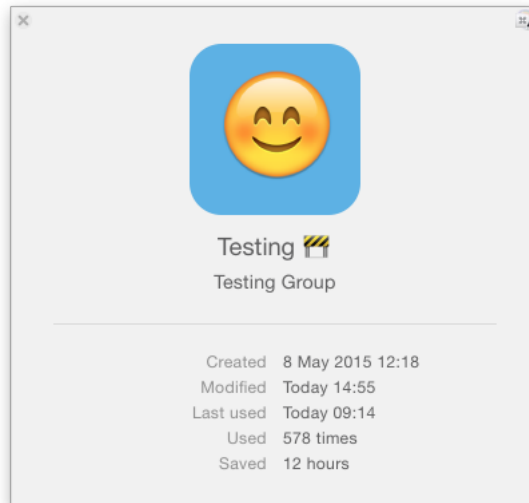 Testing 🚧
Testing Group
Created 8 May 2015 12:18
Modified Today 14:55
Last used Today 09:14
Used 578 times
Saved 12 hours